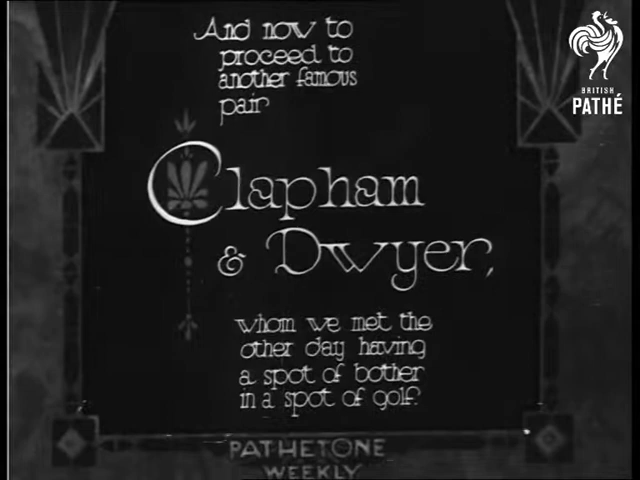 And now to
proceed to
another famous
pair
Clapham
& Dwyer,
whom we met the
other day having
a spot of bother
in a spot of golf.
PATHETONE
WEEKLY
BRITISH
PATHÉ